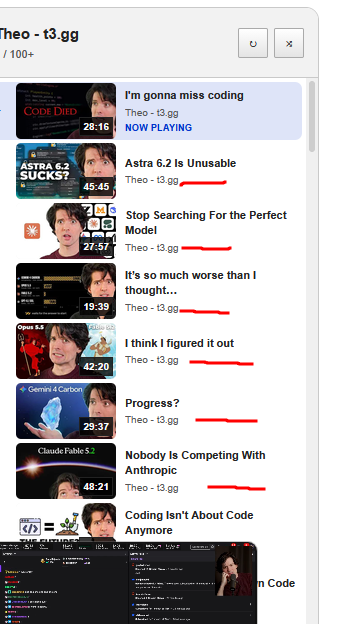 Theo - t3.gg
/ 100+
CODE DIED
28:16
I'm gonna miss coding
Theo - t3.gg
NOW PLAYING
ASTRA 6.2
SUCKS?
45:45
Astra 6.2 Is Unusable
Theo - t3.gg
27:57
Stop Searching For the Perfect
Model
Theo - t3.gg
19:39
It's so much worse than I
thought…
Theo - t3.gg
Opus 5.5
42:20
I think I figured it out
Theo - t3.gg
Gemini 4 Carbon
29:37
Progress?
Theo - t3.gg
Claude Fable 5.2
48:21
Nobody Is Competing With
Anthropic
Theo - t3.gg
Coding Isn't About Code
Anymore
n Code